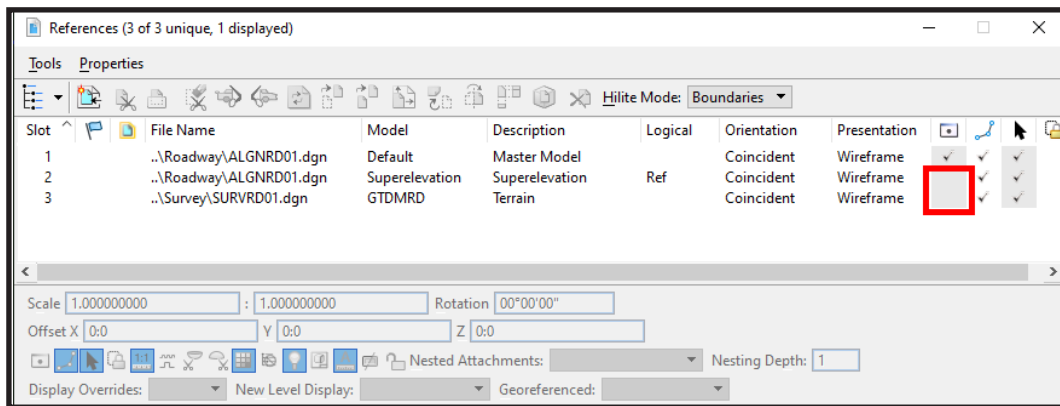 References (3 of 3 unique, 1 displayed)
Tools Properties
Hilite Mode: Boundaries
Slot File Name Model Description Logical Orientation Presentation
1 ..\Roadway\ALGNRD01.dgn Default Master Model Coincident Wireframe
2 ..\Roadway\ALGNRD01.dgn Superelevation Superelevation Ref Coincident Wireframe
3 ..\Survey\SURVRD01.dgn GTDMRD Terrain Coincident Wireframe
Scale 1.000000000 : 1.000000000 Rotation 00°00'00"
Offset X 0:0 Y 0:0 Z 0:0
1:1 Nested Attachments: Nesting Depth: 1
Display Overrides: New Level Display: Georeferenced: